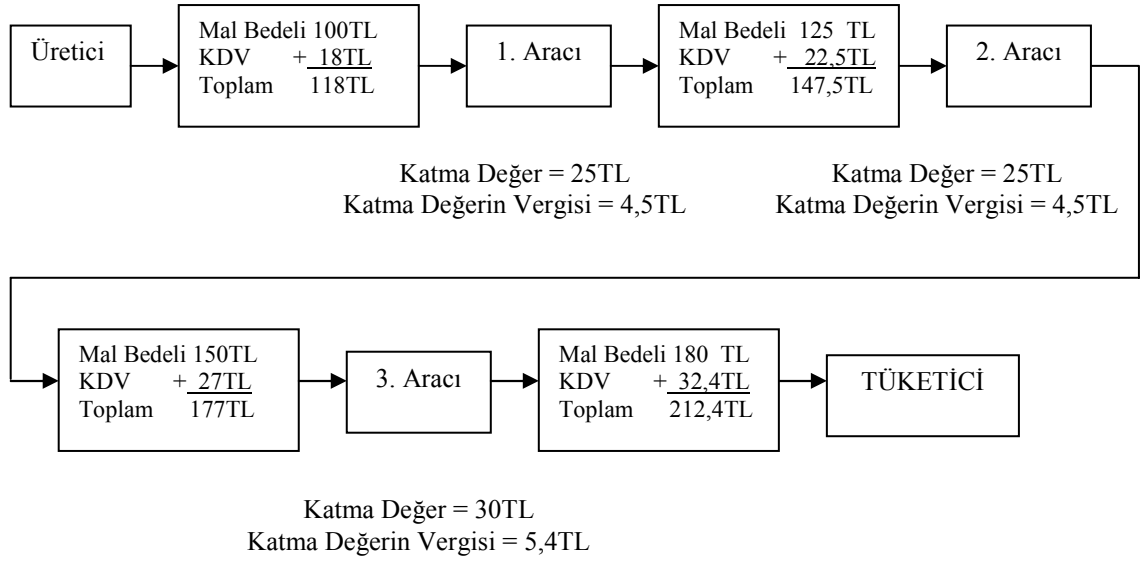 Üretici
Mal Bedeli 100TL
KDV + 18TL
Toplam 118TL
1. Aracı
Mal Bedeli 125 TL
KDV + 22,5TL
Toplam 147,5TL
2. Aracı
Katma Değer = 25TL
Katma Değerin Vergisi = 4,5TL
Katma Değer = 25TL
Katma Değerin Vergisi = 4,5TL
Mal Bedeli 150TL
KDV + 27TL
Toplam 177TL
3. Aracı
Mal Bedeli 180 TL
KDV + 32,4TL
Toplam 212,4TL
TÜKETİCİ
Katma Değer = 30TL
Katma Değerin Vergisi = 5,4TL